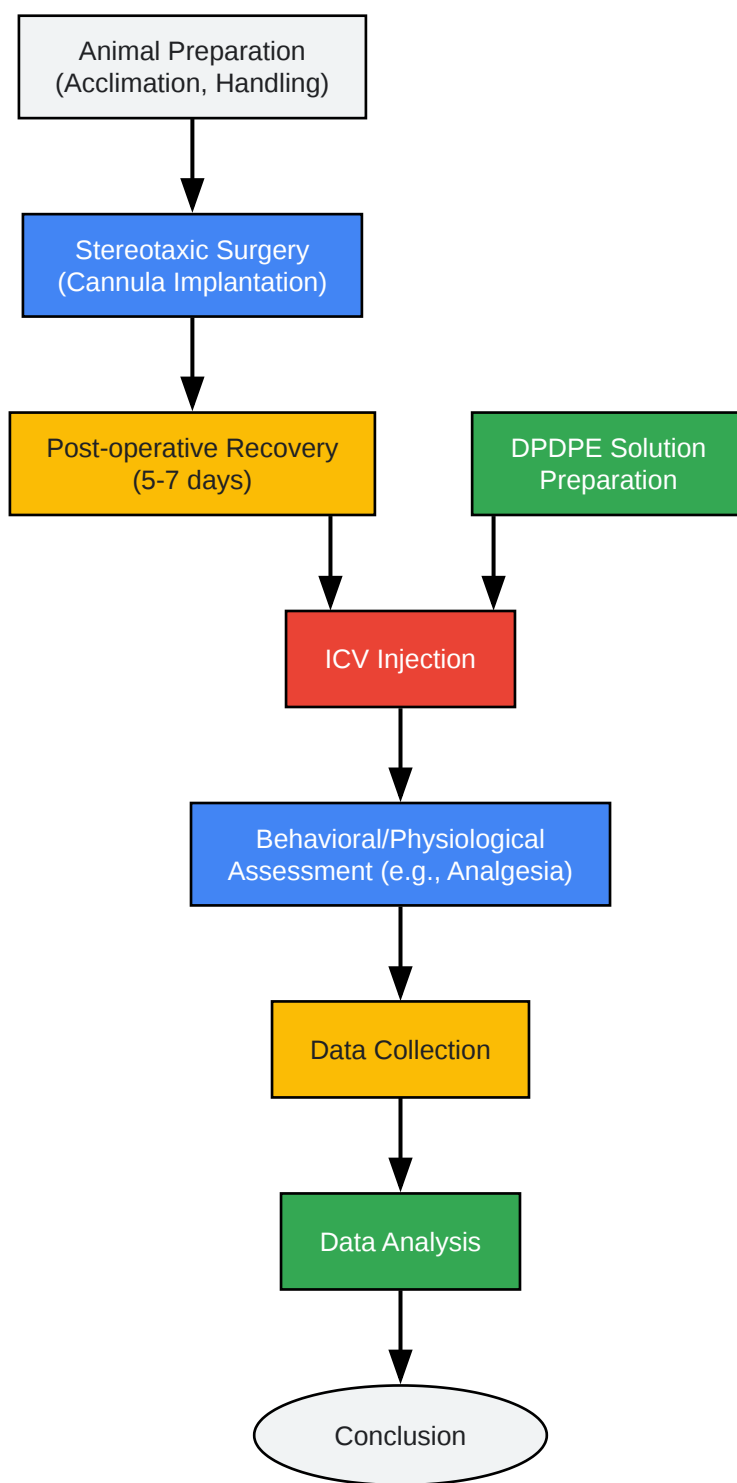 Animal Preparation
(Acclimation, Handling)
Stereotaxic Surgery
(Cannula Implantation)
Post-operative Recovery
(5-7 days)
DPDPE Solution
Preparation
ICV Injection
Behavioral/Physiological
Assessment (e.g., Analgesia)
Data Collection
Data Analysis
Conclusion